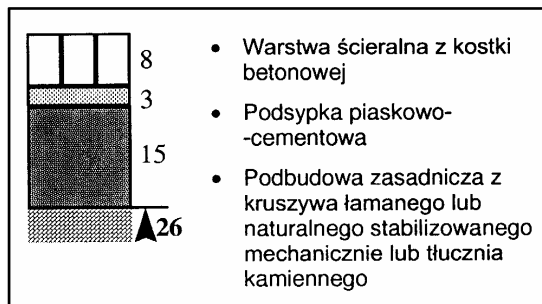 8
3
15
26
• Warstwa ścieralna z kostki
betonowej
• Podsypka piaskowo-
-cementowa
• Podbudowa zasadnicza z
kruszywa łamanego lub
naturalnego stabilizowanego
mechanicznie lub tłucznia
kamiennego